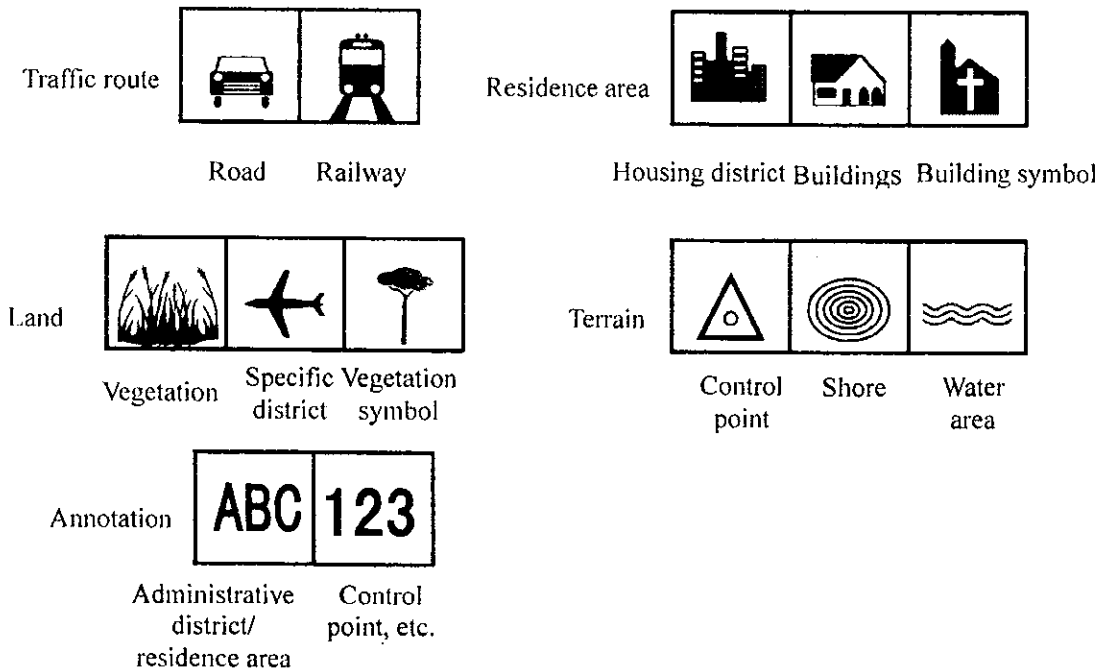 Traffic route
Road Railway
Residence area
Housing district Buildings Building symbol
Land
Vegetation Specific Vegetation
district symbol
Terrain
Control Shore Water
point area
Annotation ABC 123
Administrative Control
district/ point, etc.
residence area